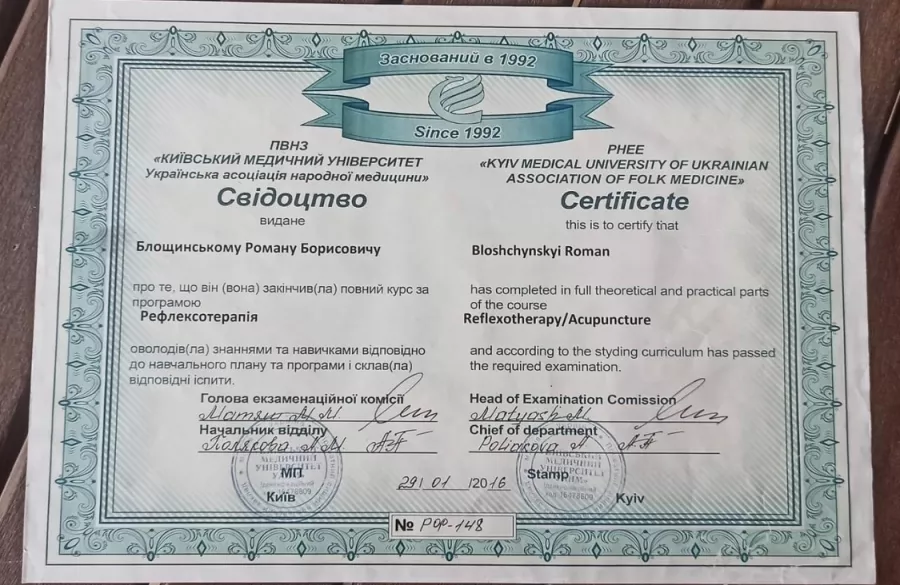 Заснований в 1992
Since 1992
ПВНЗ
«КИЇВСЬКИЙ МЕДИЧНИЙ УНІВЕРСИТЕТ
Українська асоціація народної медицини»
Свідоцтво
видане
Блощинському Роману Борисовичу
про те, що він (вона) закінчив(ла) повний курс за
програмою
Рефлексотерапія
оволодів(ла) знаннями та навичками відповідно
до навчального плану та програми і склав(ла)
відповідні іспити.
Голова екзаменаційної комісії
Матяш М.М.
Начальник відділу
Полякова А.М.
МП
Київ
PHEE
«KYIV MEDICAL UNIVERSITY OF UKRAINIAN
ASSOCIATION OF FOLK MEDICINE»
Certificate
this is to certify that
Bloshchynskyi Roman
has completed in full theoretical and practical parts
of the course
Reflexotherapy/Acupuncture
and according to the styding curriculum has passed
the required examination.
Head of Examination Comission
Matyash M.
Chief of department
Poliakova A
Stamp
Kyiv
29/01/2016
№ РФР-148